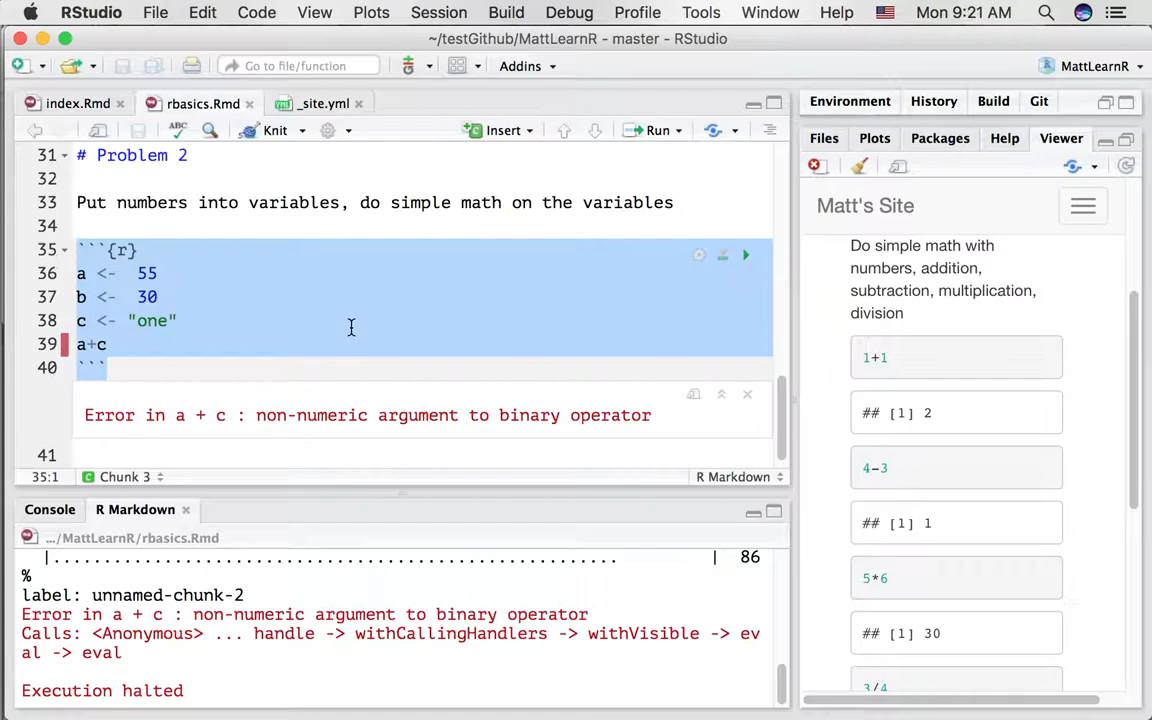 RStudio File Edit Code View Plots Session Build Debug Profile Tools Window Help Mon 9:21 AM
~/testGithub/MattLearnR - master - RStudio
Go to file/function Addins MattLearnR
index.Rmd rbasics.Rmd _site.yml
ABC Knit Insert Run
31 # Problem 2
32
33 Put numbers into variables, do simple math on the variables
34
35 ```{r}
36 a <- 55
37 b <- 30
38 c <- "one"
39 a+c
40 ```
Error in a + c : non-numeric argument to binary operator
41
35:1 Chunk 3 R Markdown
Console R Markdown
.../MattLearnR/rbasics.Rmd
|............................................................. | 86
%
label: unnamed-chunk-2
Error in a + c : non-numeric argument to binary operator
Calls: <Anonymous> ... handle -> withCallingHandlers -> withVisible -> ev
al -> eval
Execution halted
Environment History Build Git
Files Plots Packages Help Viewer
Matt's Site
Do simple math with
numbers, addition,
subtraction, multiplication,
division
1+1
## [1] 2
4-3
## [1] 1
5*6
## [1] 30
3/4